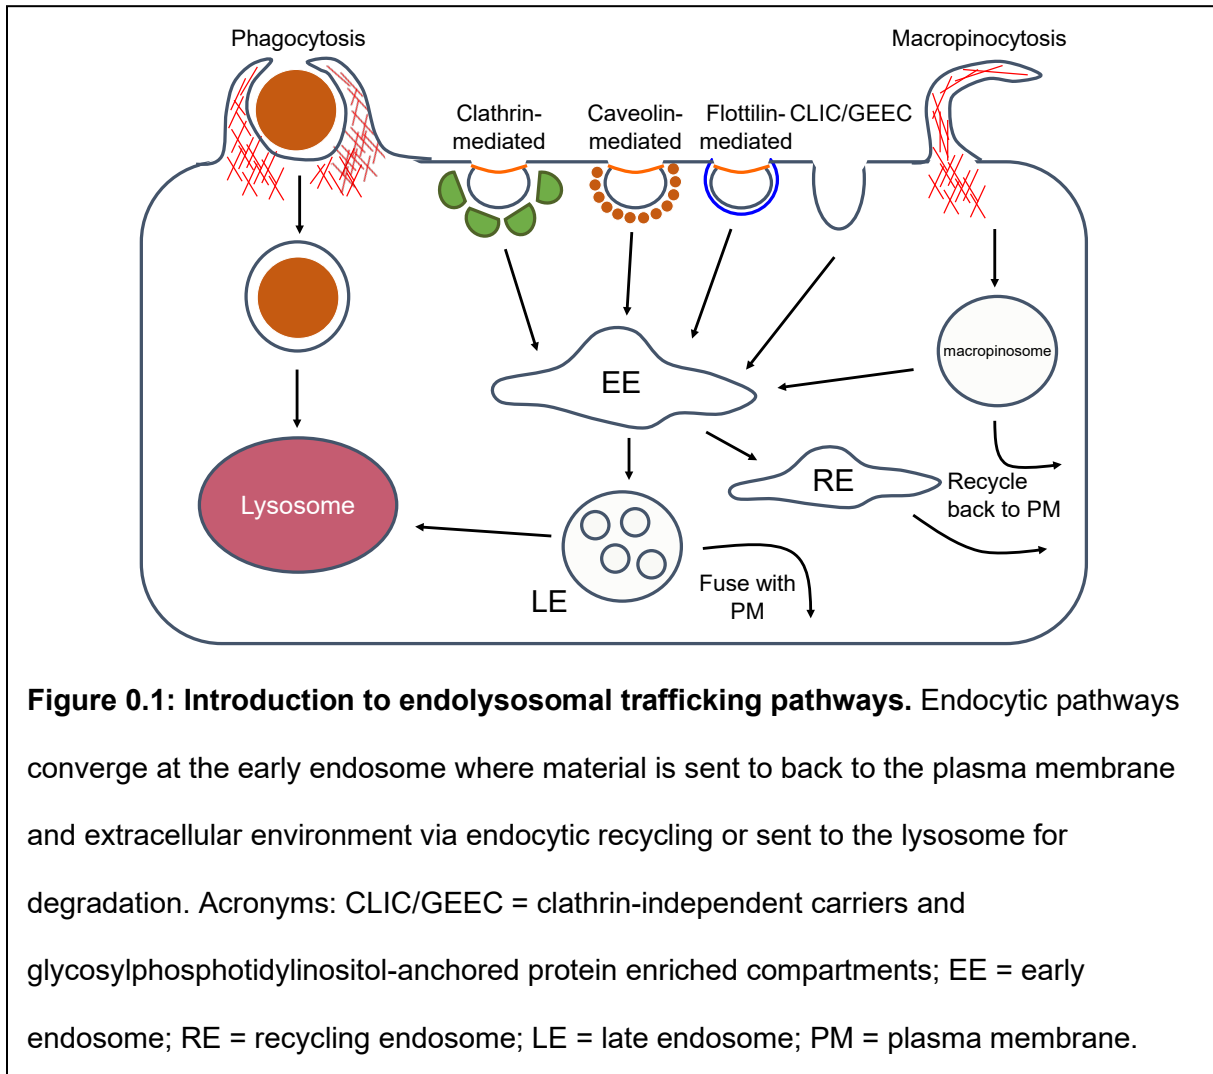 Phagocytosis
Macropinocytosis
Clathrin-
mediated
Caveolin-
mediated
Flottilin-
mediated
CLIC/GEEC
macropinosome
EE
RE
Recycle
back to PM
Lysosome
LE
Fuse with
PM
Figure 0.1: Introduction to endolysosomal trafficking pathways. Endocytic pathways
converge at the early endosome where material is sent to back to the plasma membrane
and extracellular environment via endocytic recycling or sent to the lysosome for
degradation. Acronyms: CLIC/GEEC = clathrin-independent carriers and
glycosylphosphotidylinositol-anchored protein enriched compartments; EE = early
endosome; RE = recycling endosome; LE = late endosome; PM = plasma membrane.